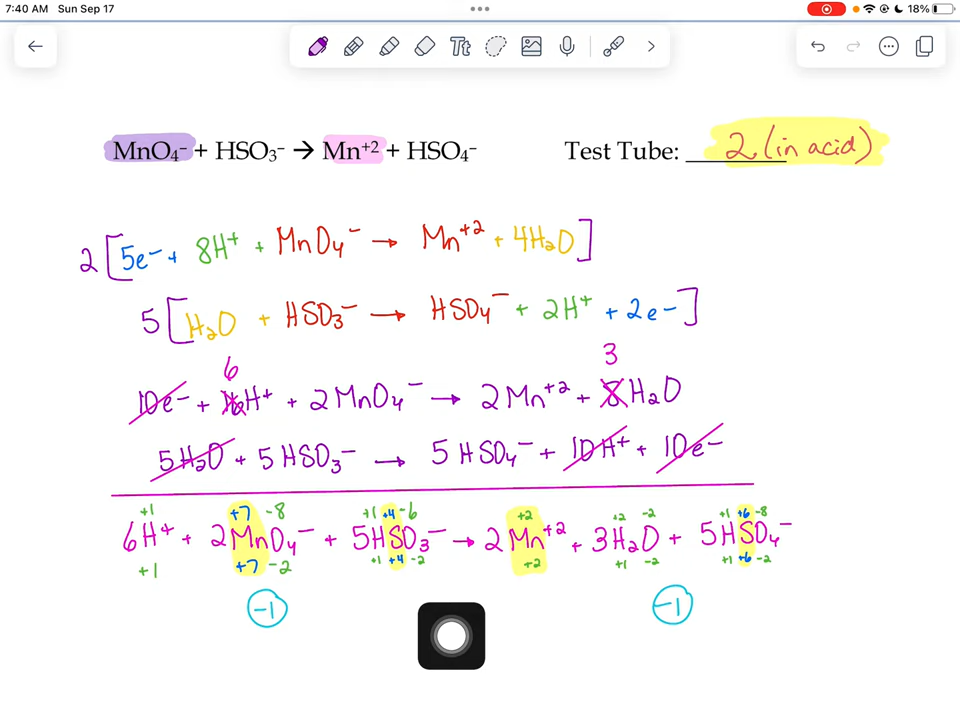 7:40 AM Sun Sep 17 18%
Tt
MnO₄⁻ + HSO₃⁻ → Mn⁺² + HSO₄⁻ Test Tube: 2 (in acid)
2 [5e⁻ + 8H⁺ + MnO₄⁻ → Mn⁺² + 4H₂O]
5 [H₂O + HSO₃⁻ → HSO₄⁻ + 2H⁺ + 2e⁻]
6 3
10e⁻ + 16H⁺ + 2MnO₄⁻ → 2Mn⁺² + 8H₂O
5H₂O + 5HSO₃⁻ → 5HSO₄⁻ + 10H⁺ + 10e⁻
+1 +7 -8 +1 +4 -6 +2 +2 -2 +1 +6 -8
6H⁺ + 2MnO₄⁻ + 5HSO₃⁻ → 2Mn⁺² + 3H₂O + 5HSO₄⁻
+1 +7 -2 +1 +4 -2 +2 +1 -2 +1 +6 -2
-1 -1